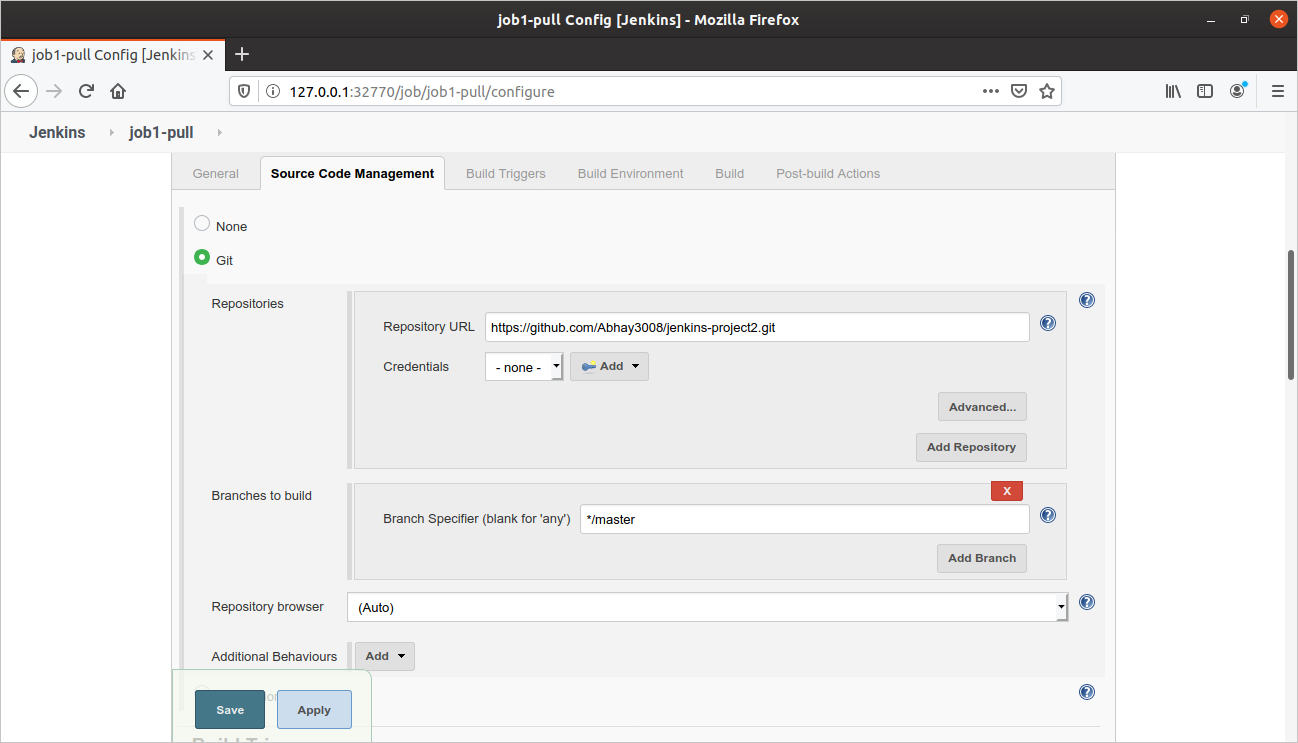 job1-pull Config [Jenkins] - Mozilla Firefox
job1-pull Config [Jenkins
127.0.0.1:32770/job/job1-pull/configure
Jenkins job1-pull
General Source Code Management Build Triggers Build Environment Build Post-build Actions
None
Git
Repositories
Repository URL https://github.com/Abhay3008/jenkins-project2.git
Credentials - none - Add
Advanced...
Add Repository
Branches to build
X
Branch Specifier (blank for 'any') */master
Add Branch
Repository browser (Auto)
Additional Behaviours Add
Save Apply